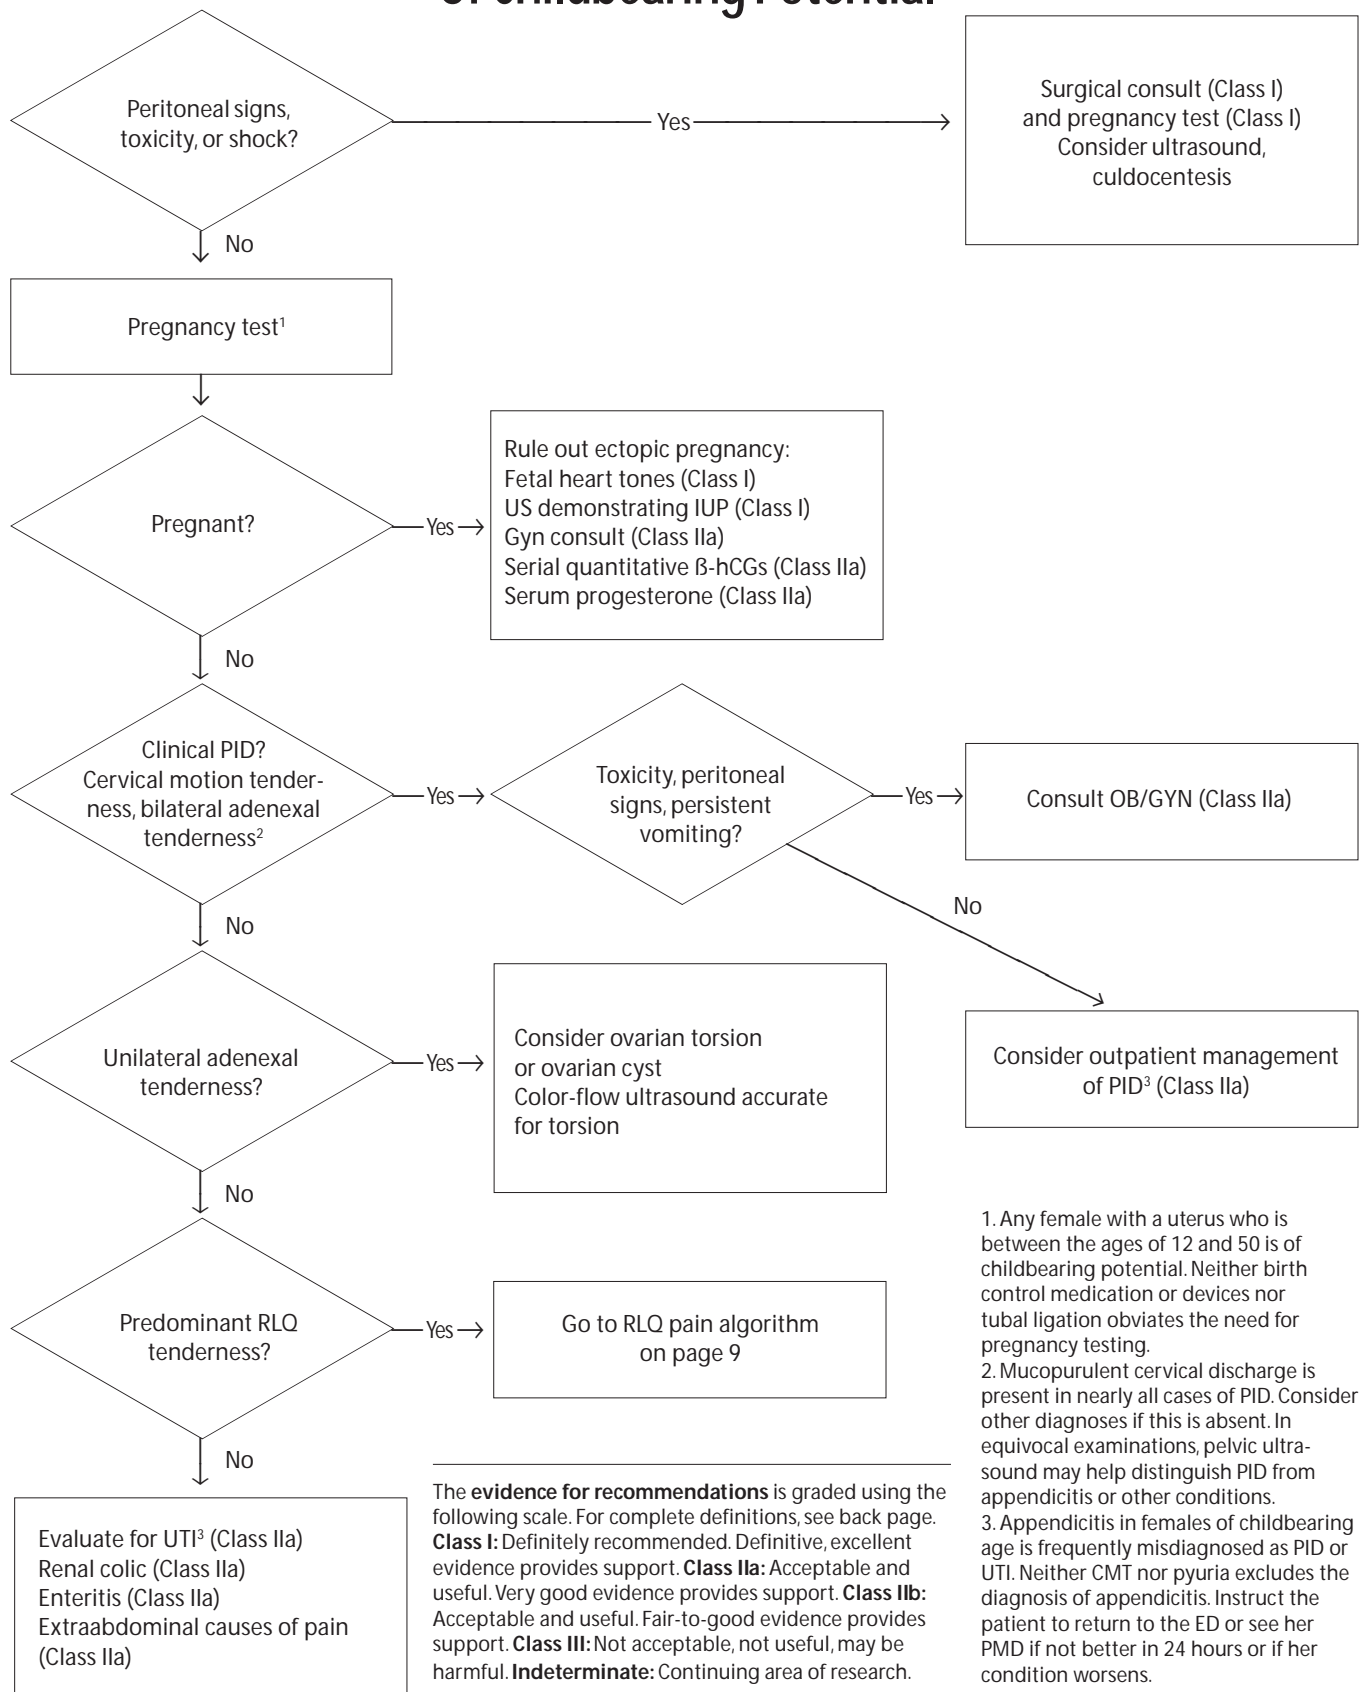 of Childbearing Potential
Peritoneal signs,
toxicity, or shock?
Yes
Surgical consult (Class I)
and pregnancy test (Class I)
Consider ultrasound,
culdocentesis
No
Pregnancy test¹
Pregnant?
Yes
Rule out ectopic pregnancy:
Fetal heart tones (Class I)
US demonstrating IUP (Class I)
Gyn consult (Class IIa)
Serial quantitative ß-hCGs (Class IIa)
Serum progesterone (Class IIa)
No
Clinical PID?
Cervical motion tender-
ness, bilateral adenexal
tenderness²
Yes
Toxicity, peritoneal
signs, persistent
vomiting?
Yes
Consult OB/GYN (Class IIa)
No
Consider outpatient management
of PID³ (Class IIa)
No
Unilateral adenexal
tenderness?
Yes
Consider ovarian torsion
or ovarian cyst
Color-flow ultrasound accurate
for torsion
No
Predominant RLQ
tenderness?
Yes
Go to RLQ pain algorithm
on page 9
No
Evaluate for UTI³ (Class IIa)
Renal colic (Class IIa)
Enteritis (Class IIa)
Extraabdominal causes of pain
(Class IIa)
The evidence for recommendations is graded using the
following scale. For complete definitions, see back page.
Class I: Definitely recommended. Definitive, excellent
evidence provides support. Class IIa: Acceptable and
useful. Very good evidence provides support. Class IIb:
Acceptable and useful. Fair-to-good evidence provides
support. Class III: Not acceptable, not useful, may be
harmful. Indeterminate: Continuing area of research.
1. Any female with a uterus who is
between the ages of 12 and 50 is of
childbearing potential. Neither birth
control medication or devices nor
tubal ligation obviates the need for
pregnancy testing.
2. Mucopurulent cervical discharge is
present in nearly all cases of PID. Consider
other diagnoses if this is absent. In
equivocal examinations, pelvic ultra-
sound may help distinguish PID from
appendicitis or other conditions.
3. Appendicitis in females of childbearing
age is frequently misdiagnosed as PID or
UTI. Neither CMT nor pyuria excludes the
diagnosis of appendicitis. Instruct the
patient to return to the ED or see her
PMD if not better in 24 hours or if her
condition worsens.